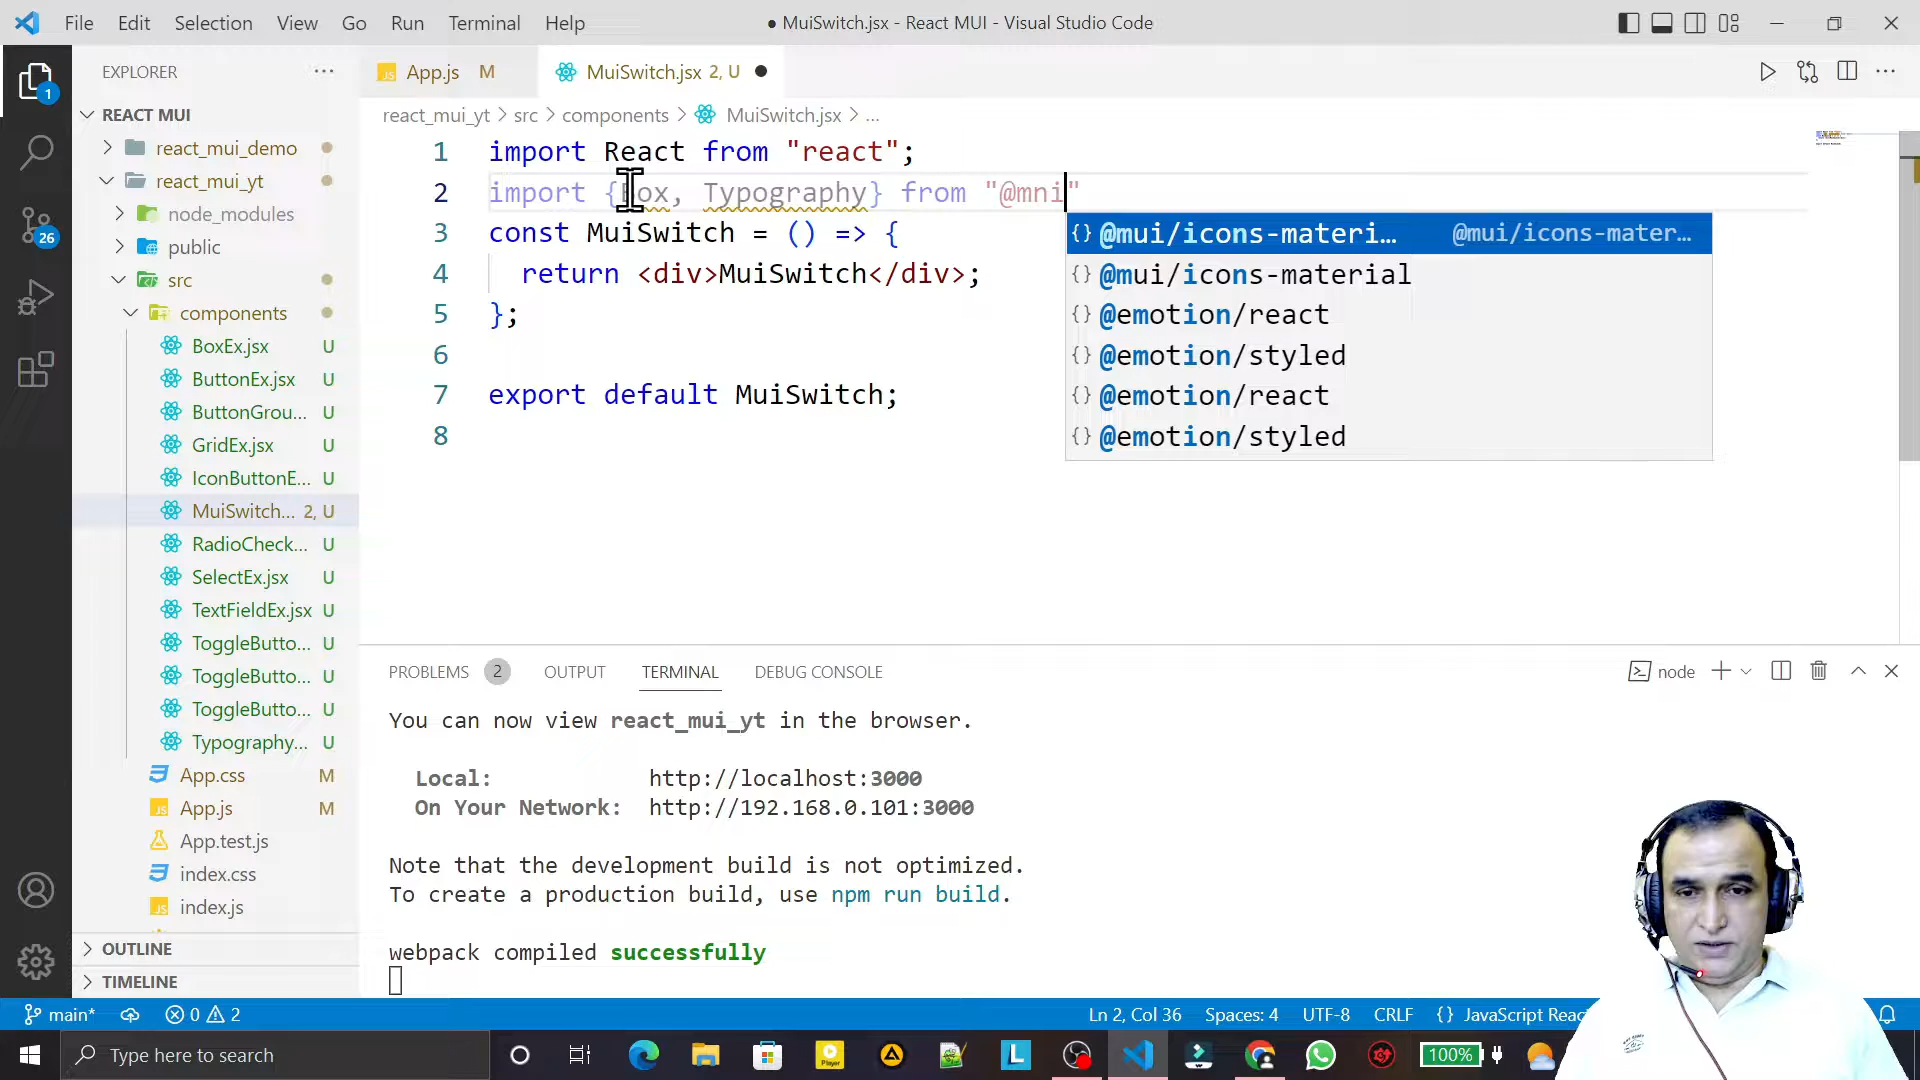 File Edit Selection View Go Run Terminal Help
● MuiSwitch.jsx - React MUI - Visual Studio Code
EXPLORER
App.js M
MuiSwitch.jsx 2, U
react_mui_yt > src > components > MuiSwitch.jsx > ...
1
REACT MUI
react_mui_demo
react_mui_yt
node_modules
public
src
components
BoxEx.jsx U
ButtonEx.jsx U
ButtonGrou... U
GridEx.jsx U
IconButtonE... U
MuiSwitch... 2, U
RadioCheck... U
SelectEx.jsx U
TextFieldEx.jsx U
ToggleButto... U
ToggleButto... U
ToggleButto... U
Typography... U
App.css M
App.js M
App.test.js
index.css
index.js
OUTLINE
TIMELINE
26
1 import React from "react";
2 import {Box, Typography} from "@mni"
3 const MuiSwitch = () => {
4 return <div>MuiSwitch</div>;
5 };
6
7 export default MuiSwitch;
8
{} @mui/icons-materi... @mui/icons-mater...
{} @mui/icons-material
{} @emotion/react
{} @emotion/styled
{} @emotion/react
{} @emotion/styled
PROBLEMS 2 OUTPUT TERMINAL DEBUG CONSOLE
node
You can now view react_mui_yt in the browser.
Local: http://localhost:3000
On Your Network: http://192.168.0.101:3000
Note that the development build is not optimized.
To create a production build, use npm run build.
webpack compiled successfully
main* 0 2
Ln 2, Col 36 Spaces: 4 UTF-8 CRLF {} JavaScript Reac
Type here to search
L
Player
100%